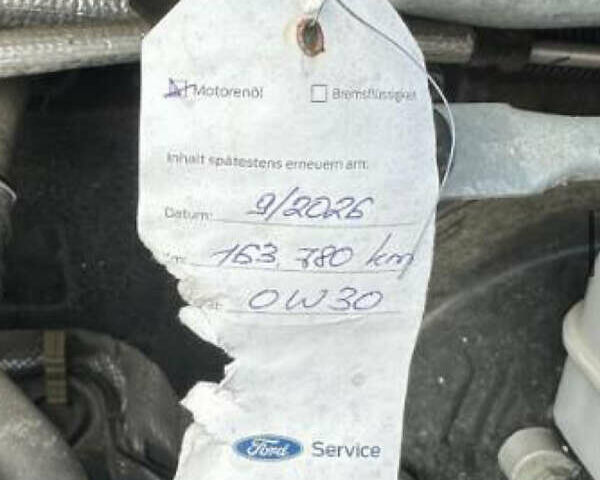 Motorenöl Bremsflüssigkeit
Inhalt spätestens erneuern am:
Datum: 9/2026
163.780 km
0W30
Ford Service